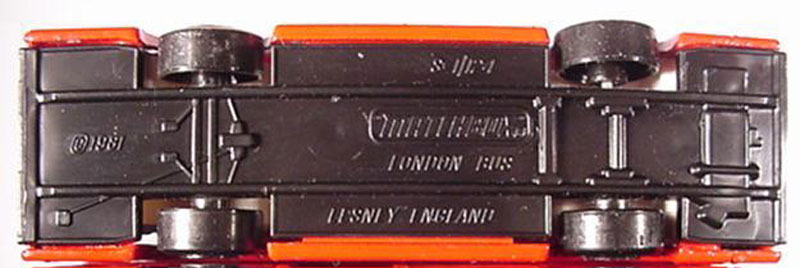 ©1981
MATCHBOX
LONDON BUS
LESNEY ENGLAND